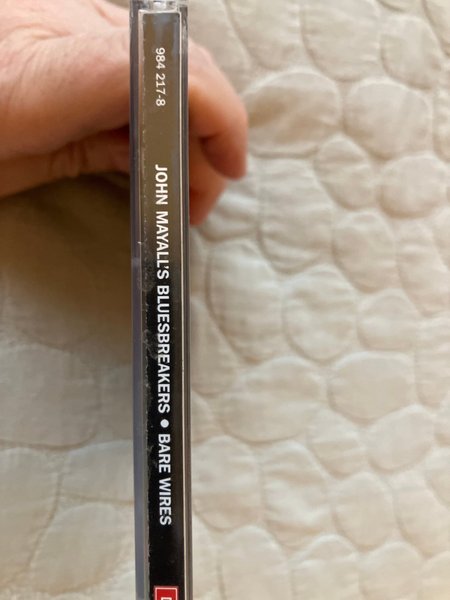 984 217-8
JOHN MAYALL'S BLUESBREAKERS • BARE WIRES